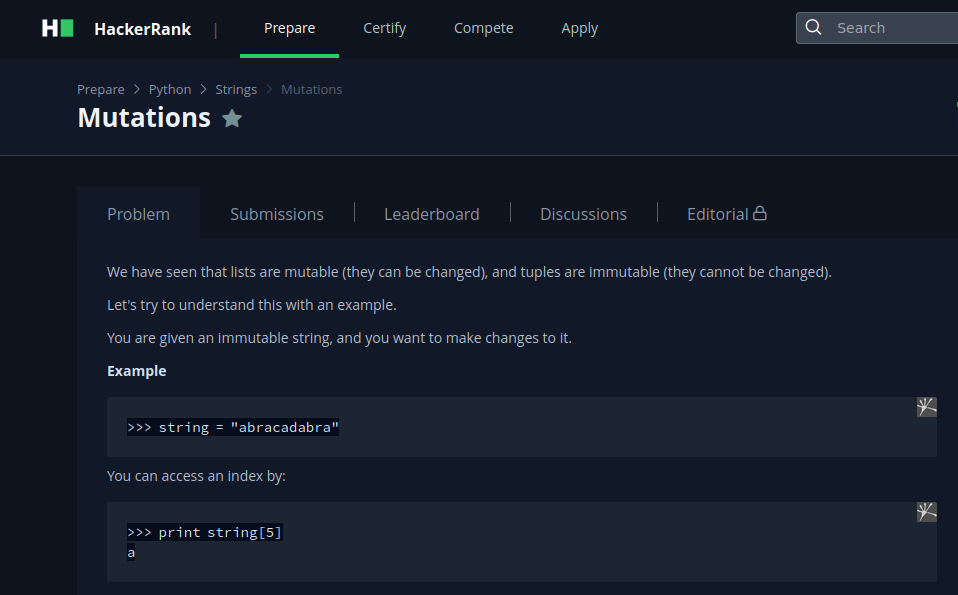 H HackerRank | Prepare Certify Compete Apply Search
Prepare > Python > Strings > Mutations
Mutations
Problem Submissions Leaderboard Discussions Editorial
We have seen that lists are mutable (they can be changed), and tuples are immutable (they cannot be changed).
Let's try to understand this with an example.
You are given an immutable string, and you want to make changes to it.
Example
>>> string = "abracadabra"
You can access an index by:
>>> print string[5]
a